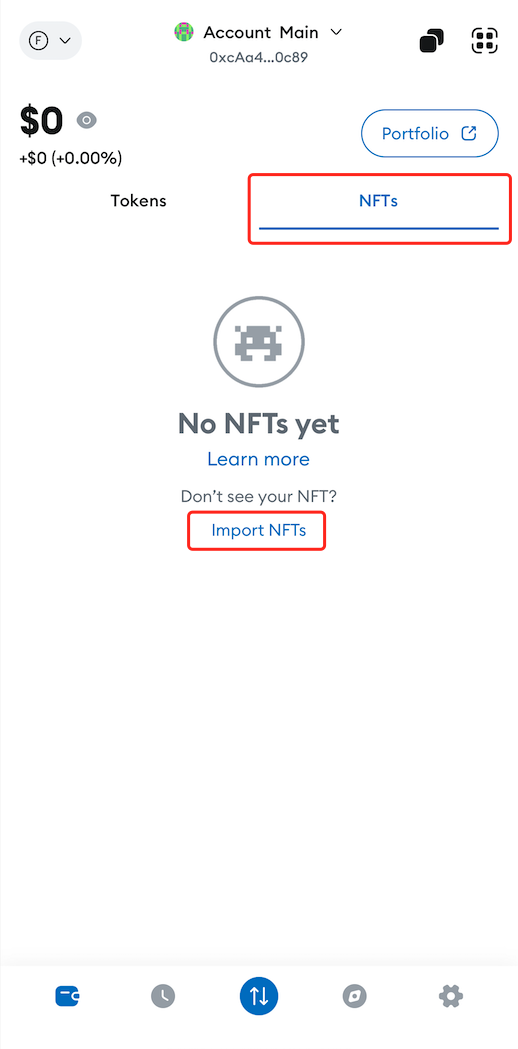 F
Account Main
0xcAa4...0c89
$0
+$0 (+0.00%)
Portfolio
Tokens
NFTs
No NFTs yet
Learn more
Don't see your NFT?
Import NFTs